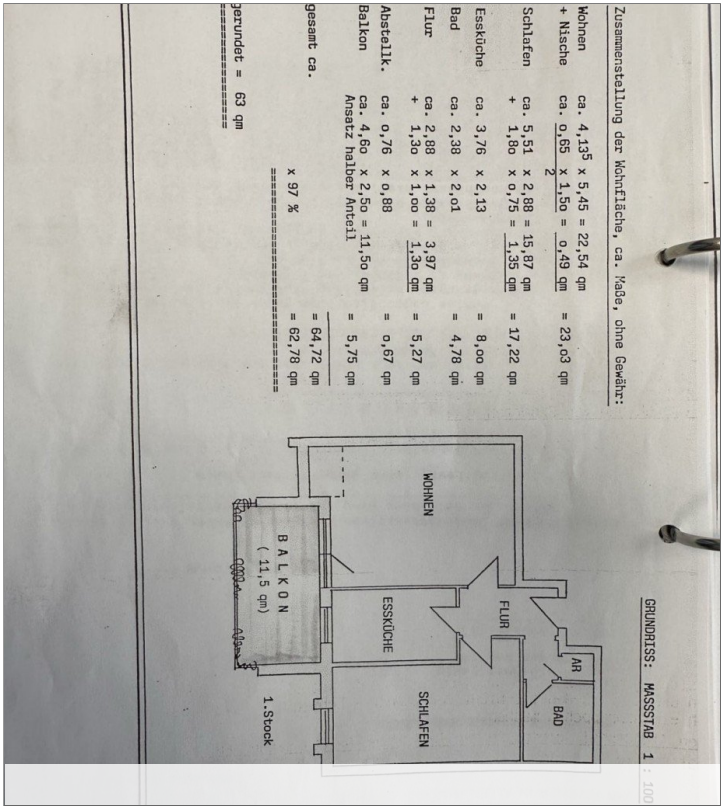 Zusammenstellung der Wohnfläche, ca. Maße, ohne Gewähr:
Wohnen ca. 4,13⁵ x 5,45 = 22,54 qm
+ Nische ca. 0,65 x 1,50 = 0,49 qm = 23,03 qm
2
Schlafen ca. 5,51 x 2,88 = 15,87 qm
+ 1,80 x 0,75 = 1,35 qm = 17,22 qm
Essküche ca. 3,76 x 2,13 = 8,00 qm
Bad ca. 2,38 x 2,01 = 4,78 qm
Flur ca. 2,88 x 1,38 = 3,97 qm
+ 1,30 x 1,00 = 1,30 qm = 5,27 qm
Abstellk. ca. 0,76 x 0,88 = 0,67 qm
Balkon ca. 4,60 x 2,50 = 11,50 qm
Ansatz halber Anteil = 5,75 qm
= 64,72 qm
gesamt ca. x 97 % = 62,78 qm
gerundet = 63 qm
GRUNDRISS: MASSSTAB 1 : 100
AR
BAD
FLUR
WOHNEN
ESSKÜCHE
SCHLAFEN
BALKON
( 11,5 qm)
1.Stock